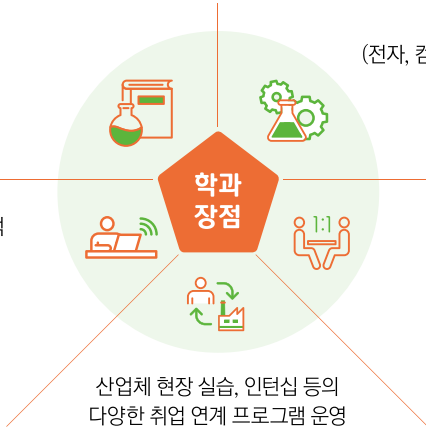 (전자,
학과
장점
1:1
산업체 현장 실습, 인턴십 등의
다양한 취업 연계 프로그램 운영